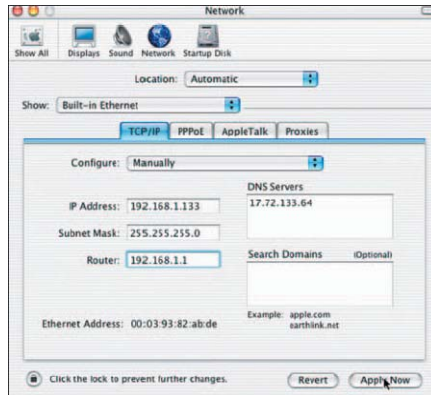 Network
Show All Displays Sound Network Startup Disk
Location: Automatic
Show: Built-in Ethernet
TCP/IP PPPoE AppleTalk Proxies
Configure: Manually
DNS Servers
IP Address: 192.168.1.133
17.72.133.64
Subnet Mask: 255.255.255.0
Router: 192.168.1.1
Search Domains (Optional)
Example: apple.com
earthlink.net
Ethernet Address: 00:03:93:82:ab:de
Click the lock to prevent further changes.
Revert
Apply Now